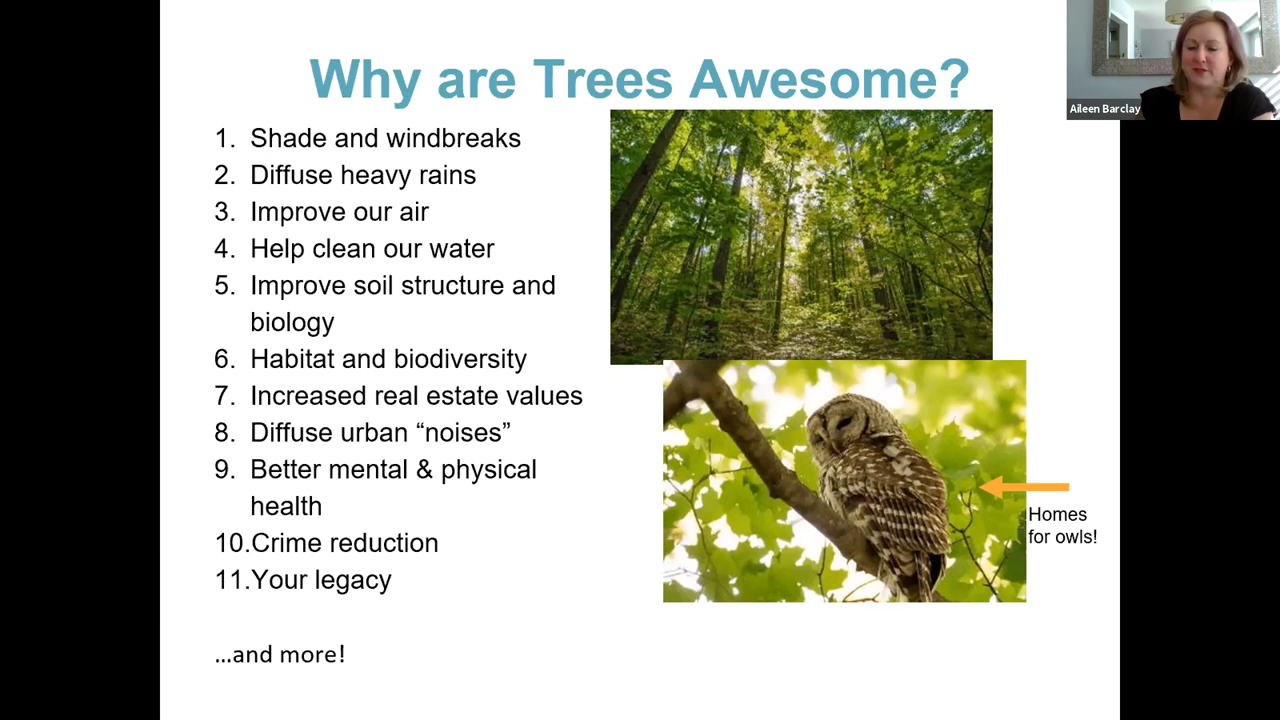 Why are Trees Awesome?
Aileen Barclay
1. Shade and windbreaks
2. Diffuse heavy rains
3. Improve our air
4. Help clean our water
5. Improve soil structure and
biology
6. Habitat and biodiversity
7. Increased real estate values
8. Diffuse urban “noises”
9. Better mental & physical
health
10.Crime reduction
11.Your legacy
...and more!
Homes
for owls!